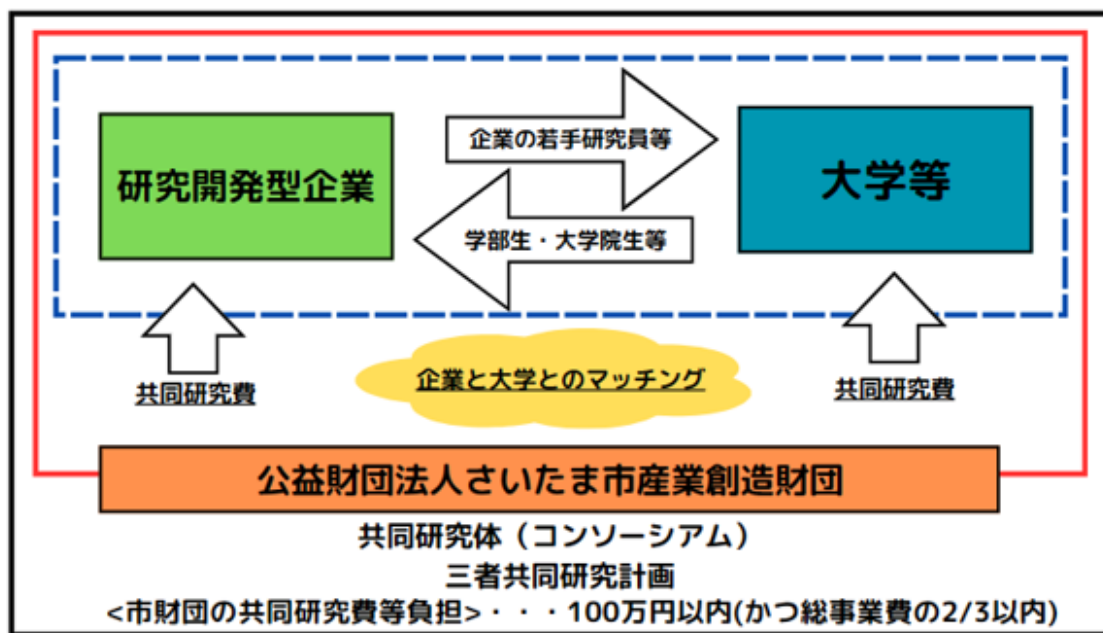 企業の若手研究員等
研究開発型企業
大学等
学部生・大学院生等
共同研究費
企業と大学とのマッチング
共同研究費
公益財団法人さいたま市産業創造財団
共同研究体（コンソーシアム）
三者共同研究計画
<市財団の共同研究費等負担>・・・100万円以内(かつ総事業費の2/3以内)